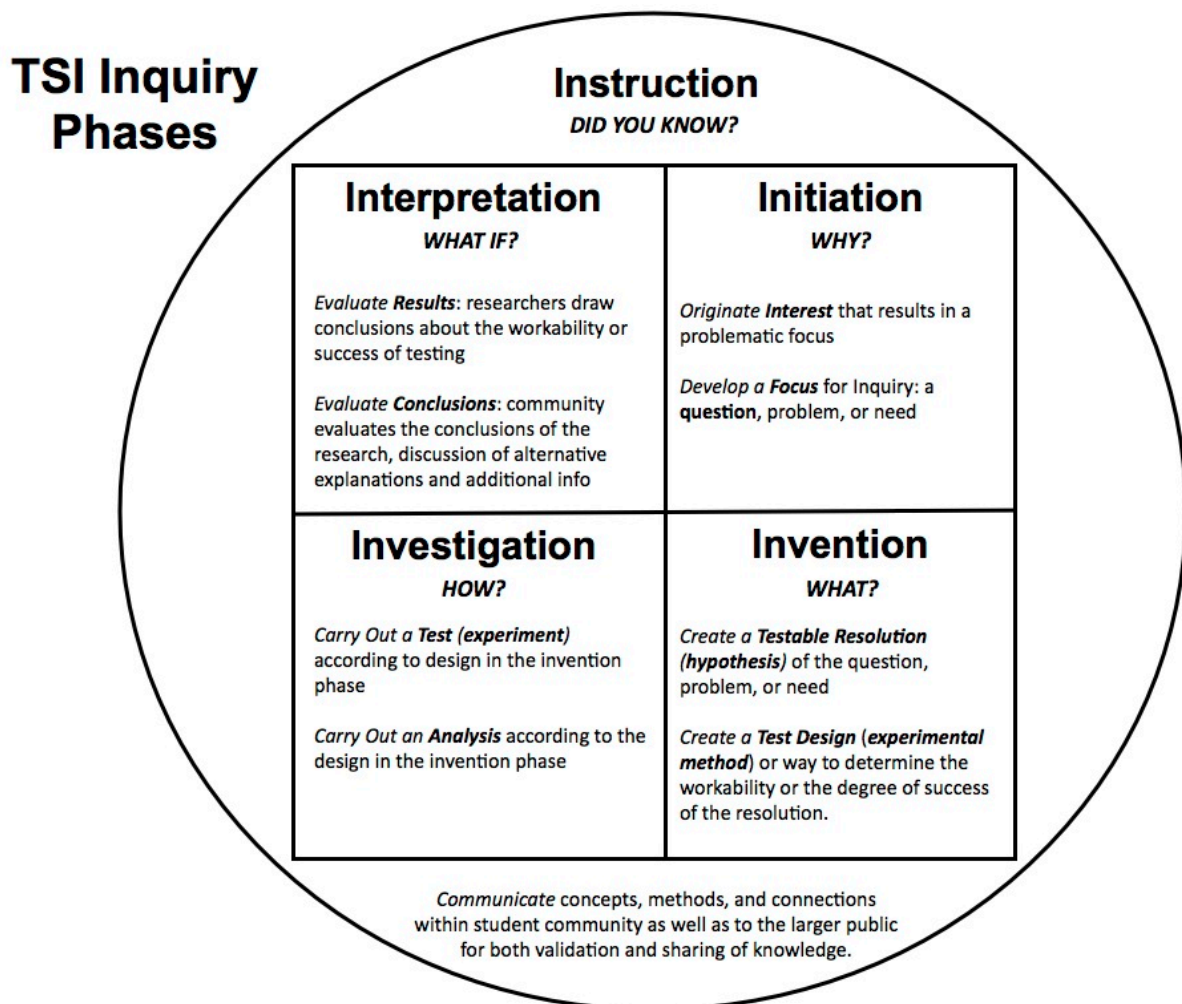 TSI Inquiry
Phases
Instruction
DID YOU KNOW?
Interpretation
WHAT IF?
Evaluate Results: researchers draw
conclusions about the workability or
success of testing
Evaluate Conclusions: community
evaluates the conclusions of the
research, discussion of alternative
explanations and additional info
Initiation
WHY?
Originate Interest that results in a
problematic focus
Develop a Focus for Inquiry: a
question, problem, or need
Investigation
HOW?
Carry Out a Test (experiment)
according to design in the invention
phase
Carry Out an Analysis according to the
design in the invention phase
Invention
WHAT?
Create a Testable Resolution
(hypothesis) of the question,
problem, or need
Create a Test Design (experimental
method) or way to determine the
workability or the degree of success
of the resolution.
Communicate concepts, methods, and connections
within student community as well as to the larger public
for both validation and sharing of knowledge.